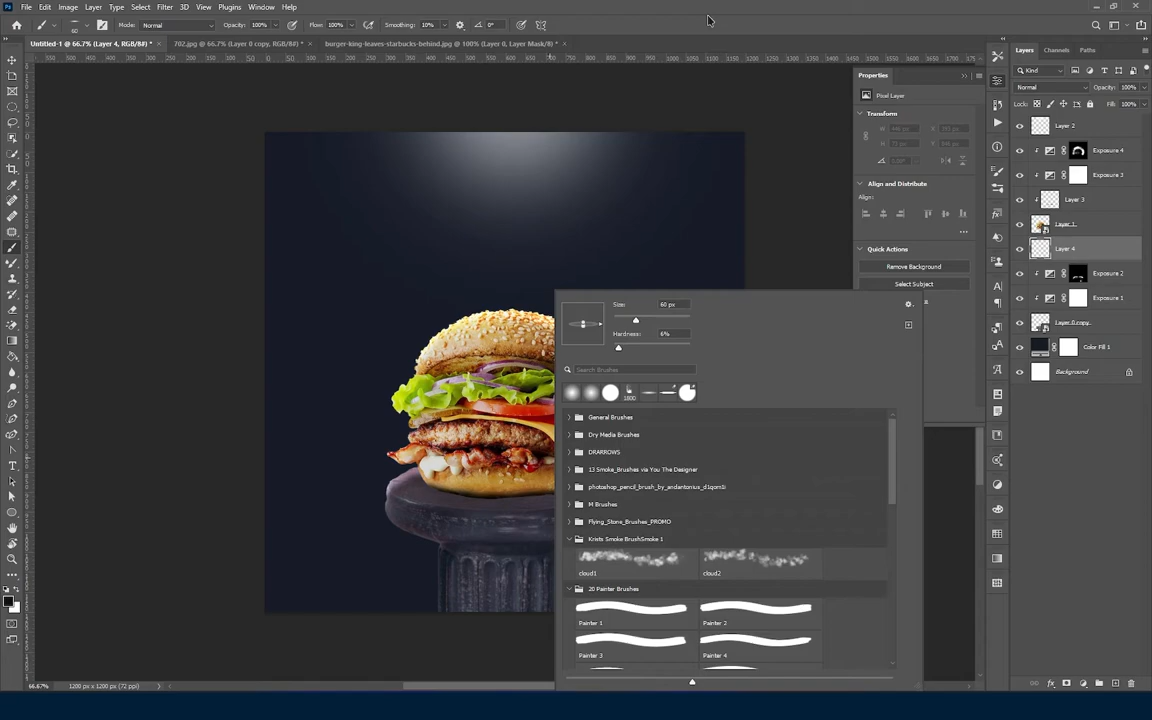 File Edit Image Layer Type Select Filter 3D View Plugins Window Help
60 Mode: Normal Opacity: 100% Flow: 100% Smoothing: 10% 0°
Untitled-1 @ 66.7% (Layer 4, RGB/8#) * × 702.jpg @ 66.7% (Layer 0 copy, RGB/8#) * × burger-king-leaves-starbucks-behind.jpg @ 100% (Layer 0, Layer Mask/8) * ×
Properties
Pixel Layer
Transform
Align and Distribute
Align:
Quick Actions
Remove Background
Select Subject
Size: 60 px
Hardness: 6%
Search Brushes
1800
General Brushes
Dry Media Brushes
DRARROWS
13 Smoke_Brushes via You The Designer
photoshop_pencil_brush_by_andantonius_d1qom1i
M Brushes
Flying_Stone_Brushes_PROMO
Krists Smoke BrushSmoke 1
cloud1 cloud2
20 Painter Brushes
Painter 1 Painter 2
Painter 3 Painter 4
Layers Channels Paths
Kind
Normal Opacity: 100%
Lock: Fill: 100%
Layer 2
Exposure 4
Exposure 3
Layer 3
Layer 1
Layer 4
Exposure 2
Exposure 1
Layer 0 copy
Color Fill 1
Background
66.67% 1200 px x 1200 px (72 ppi)